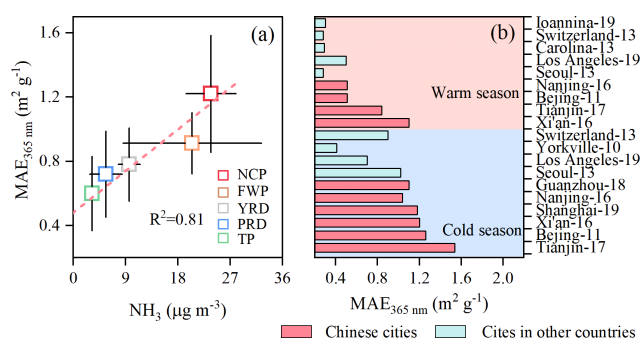 (a)
MAE365 nm (m² g⁻¹)
1.6
1.2
0.8
0.4
R²=0.81
NCP
FWP
YRD
PRD
TP
0
9
18
27
36
NH₃ (μg m⁻³)
(b)
Warm season
Cold season
Ioannina-19
Switzerland-13
Carolina-13
Los Angeles-19
Seoul-13
Nanjing-16
Bejing-11
Tianjin-17
Xi'an-16
Switzerland-13
Yorkville-10
Los Angeles-19
Seoul-13
Guanzhou-18
Nanjing-16
Shanghai-19
Xi'an-16
Bejing-11
Tianjin-17
0.4
0.8
1.2
1.6
2.0
MAE365 nm (m² g⁻¹)
Chinese cities
Cites in other countries